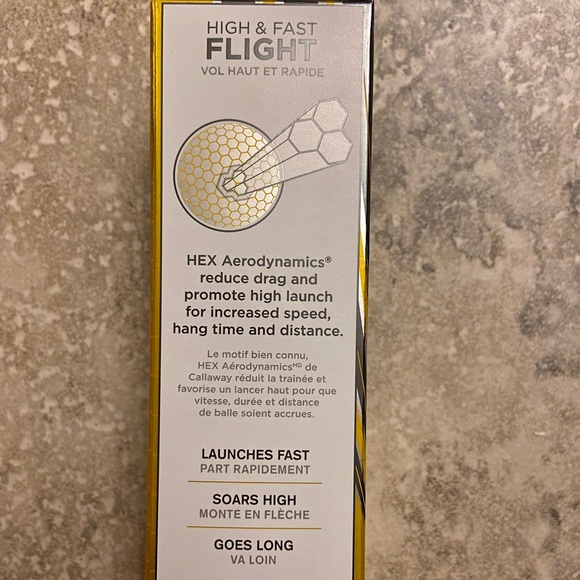 HIGH & FAST
FLIGHT
VOL HAUT ET RAPIDE
HEX Aerodynamics®
reduce drag and
promote high launch
for increased speed,
hang time and distance.
Le motif bien connu,
HEX Aérodynamics^MD de
Callaway réduit la traînée et
favorise un lancer haut pour que
vitesse, durée et distance
de balle soient accrues.
LAUNCHES FAST
PART RAPIDEMENT
SOARS HIGH
MONTE EN FLÈCHE
GOES LONG
VA LOIN